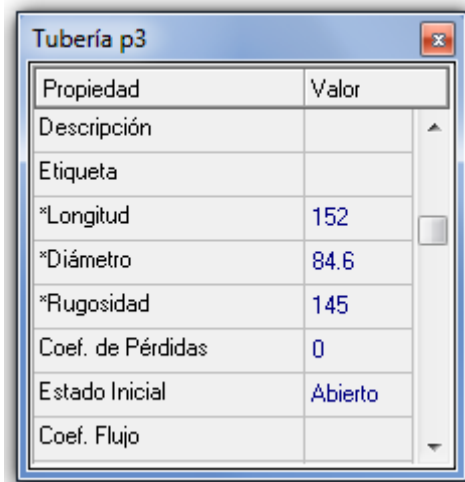 Tubería p3
Propiedad Valor
Descripción
Etiqueta
*Longitud 152
*Diámetro 84.6
*Rugosidad 145
Coef. de Pérdidas 0
Estado Inicial Abierto
Coef. Flujo